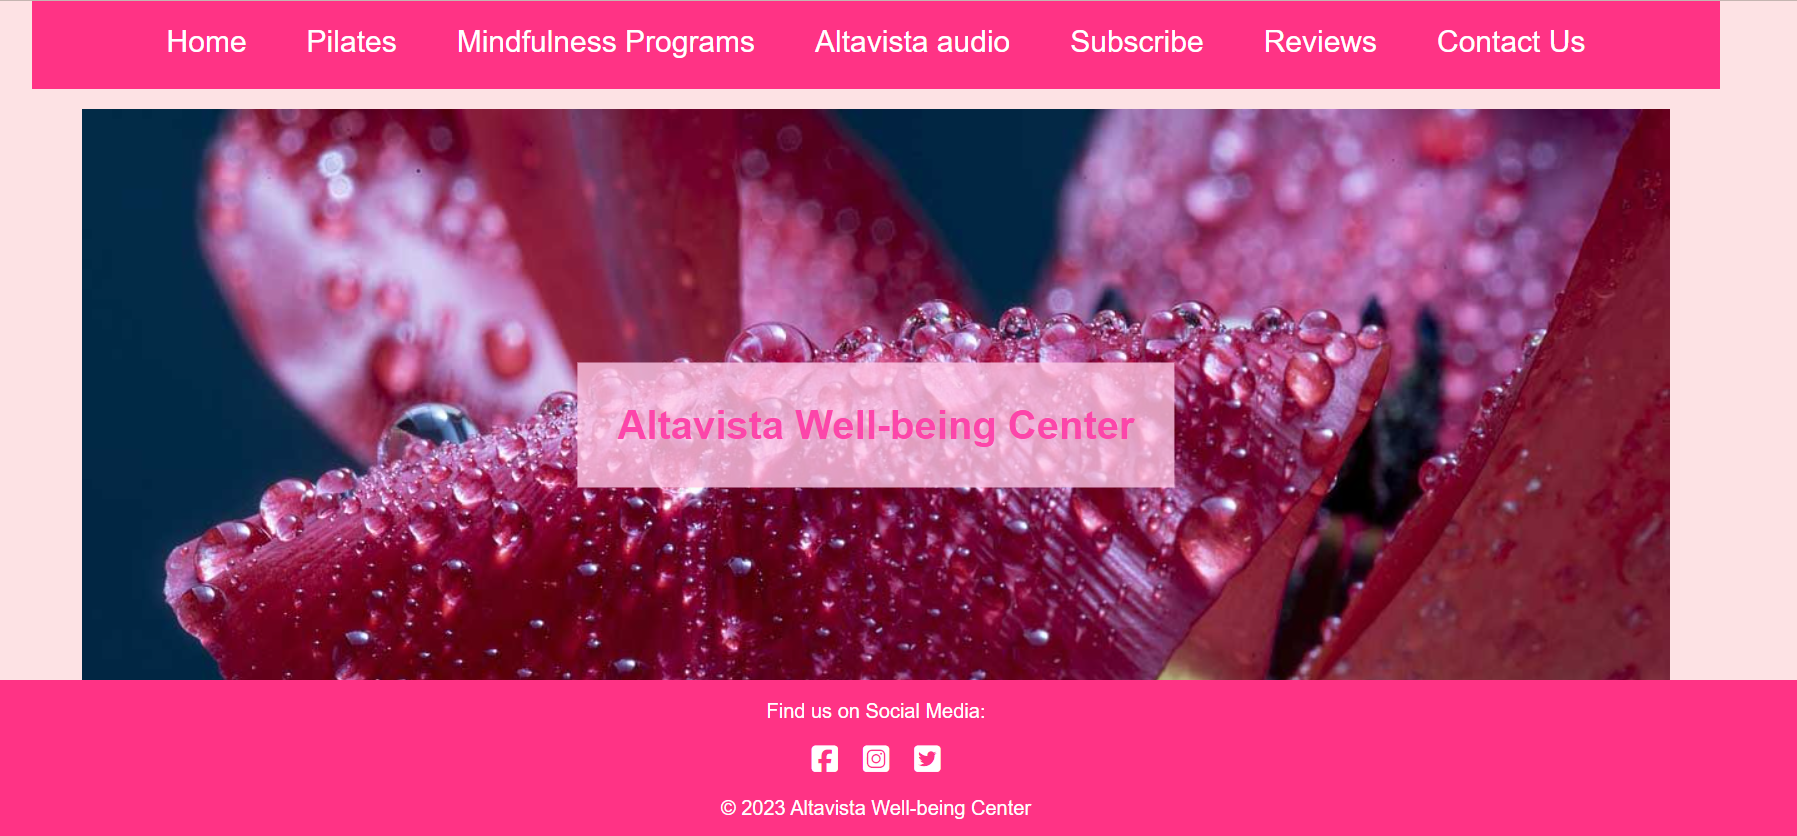 Home Pilates Mindfulness Programs Altavista audio Subscribe Reviews Contact Us
Altavista Well-being Center
Find us on Social Media:
© 2023 Altavista Well-being Center